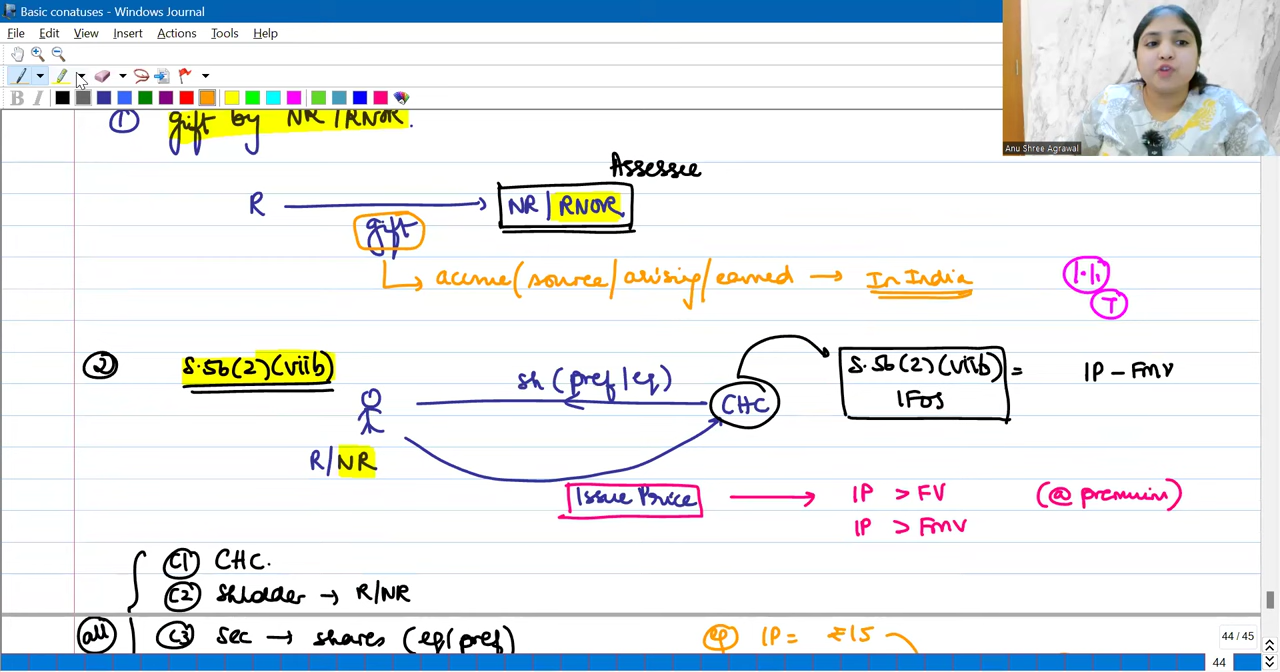 Basic conatuses - Windows Journal
File Edit View Insert Actions Tools Help
B I
Anu Shree Agrawal
① gift by NR/RNOR.
Assessee
R NR | RNOR
gift
accrue/source/arising/earned → In India
T
② S.56(2)(viib) sh (pref/eq) CHC S.56(2)(viib) = IP - FMV
IFOS
R/NR
Issue Price → IP > FV (@ premium)
IP > FMV
C1 CHC.
C2 Shholder → R/NR
all C3 Sec → shares (eq/pref) eg IP = ₹15
44 / 45
44